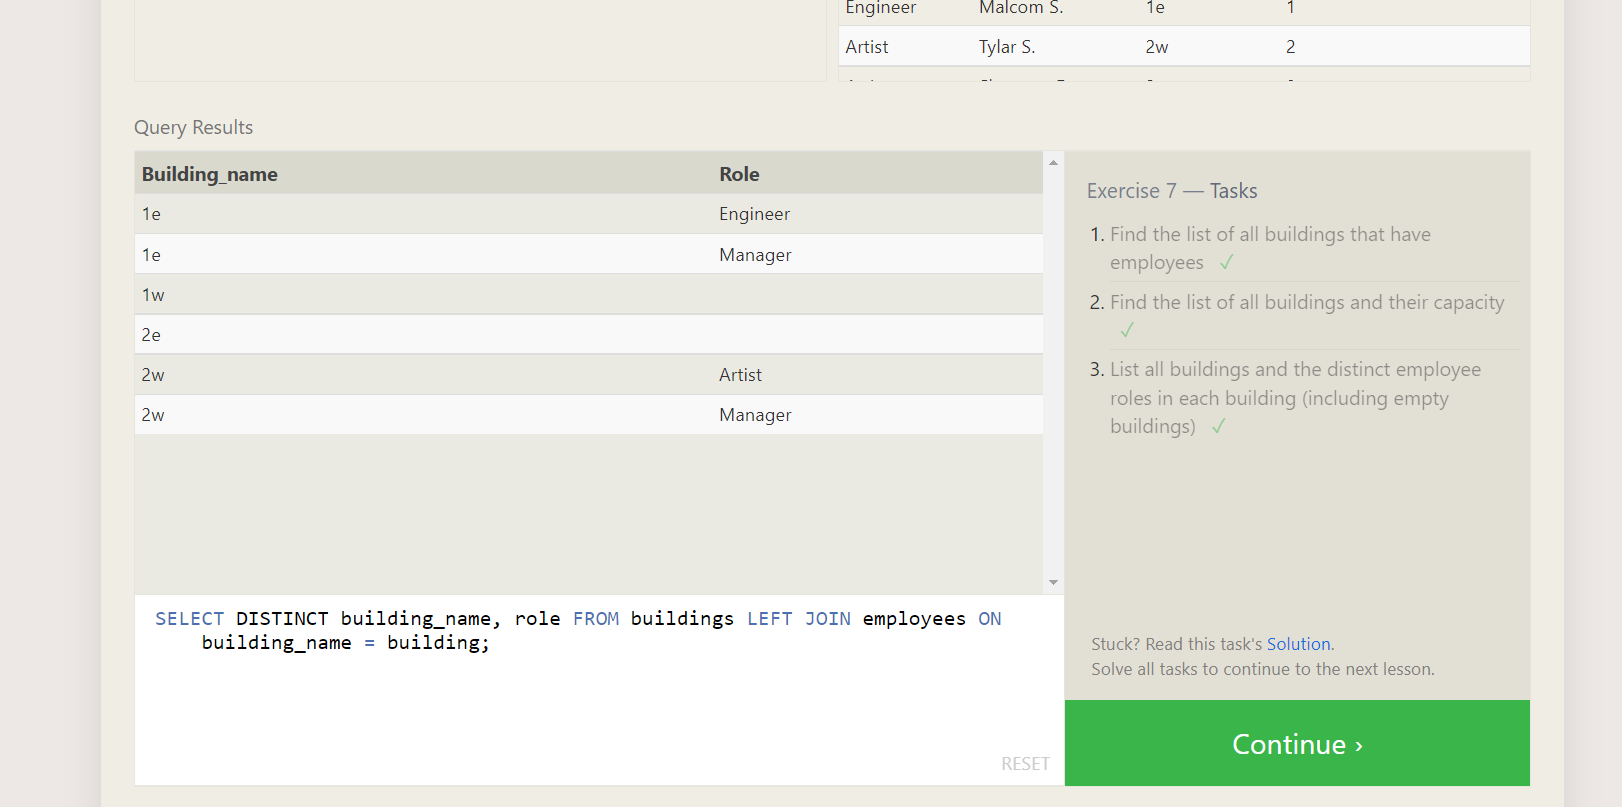 Engineer Malcom S. 1e 1
Artist Tylar S. 2w 2
Query Results
Building_name Role
1e Engineer
1e Manager
1w
2e
2w Artist
2w Manager
SELECT DISTINCT building_name, role FROM buildings LEFT JOIN employees ON
building_name = building;
RESET
Exercise 7 — Tasks
1. Find the list of all buildings that have
employees ✓
2. Find the list of all buildings and their capacity
✓
3. List all buildings and the distinct employee
roles in each building (including empty
buildings) ✓
Stuck? Read this task's Solution.
Solve all tasks to continue to the next lesson.
Continue ›